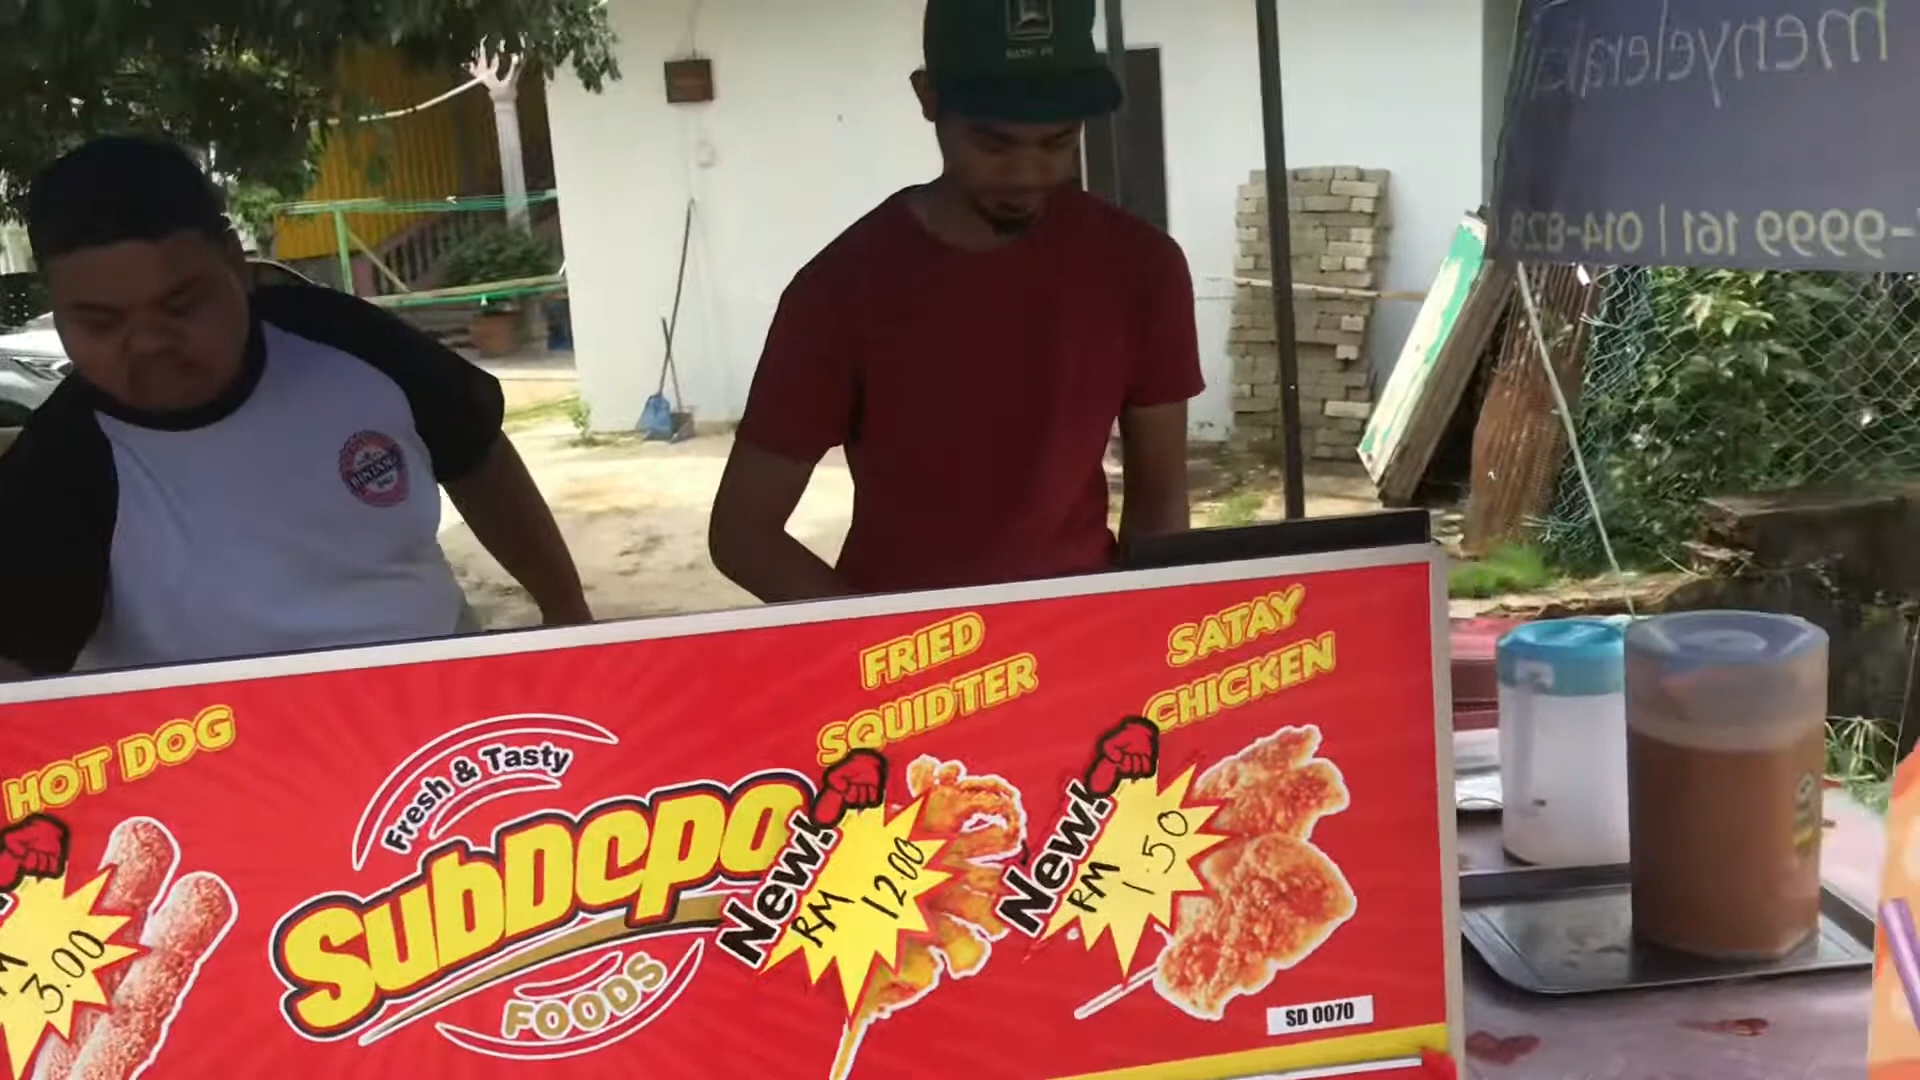 menyelerakan
-9999 161 | 014-828
BINTANG
HOT DOG
3.00
Fresh & Tasty
SubDepo
FOODS
FRIED
SQUIDTER
New!
RM 12.00
SATAY
CHICKEN
New!
RM 1.50
SD 0070